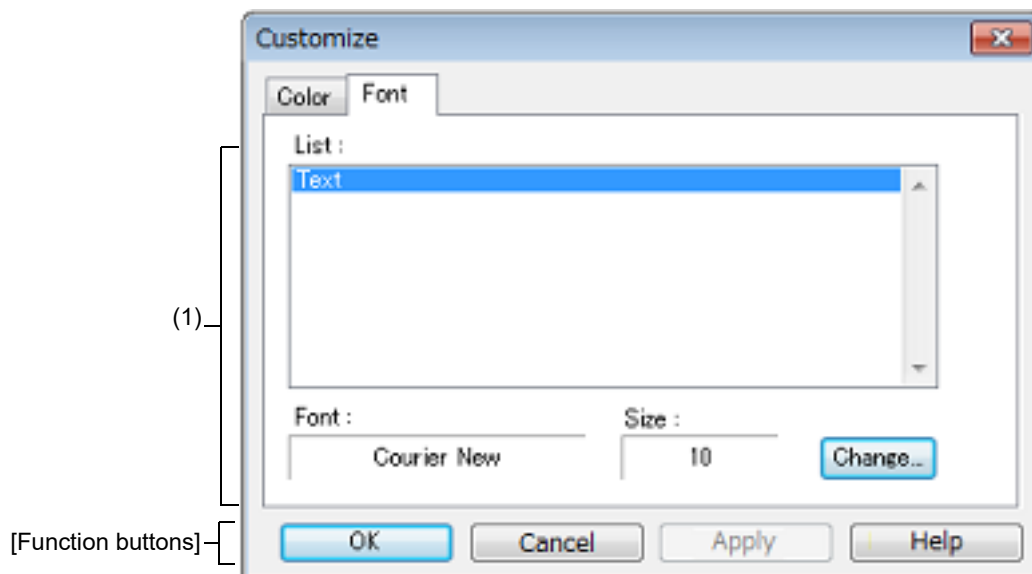 Customize
Color Font
List :
Text
(1)
Font : Size :
Courier New 10 Change...
[Function buttons] OK Cancel Apply Help